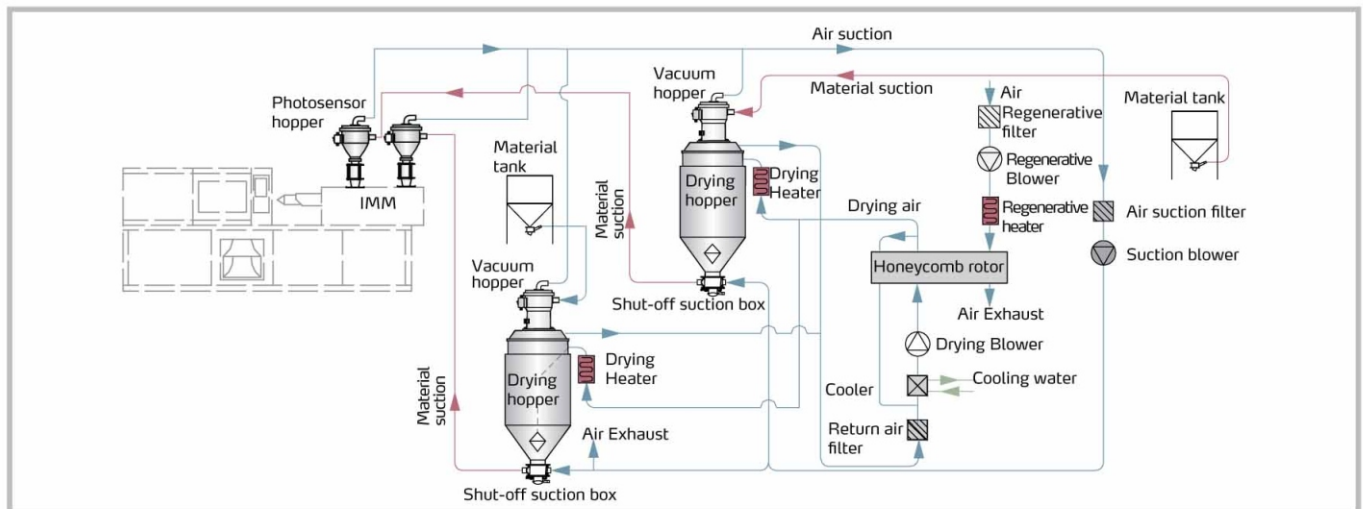 Air suction
Vacuum
hopper
Material suction
Air
Regenerative
filter
Material tank
Photosensor
hopper
Material
tank
Regenerative
Blower
Drying
Heater
Drying
hopper
IMM
Material
suction
Drying air
Regenerative
heater
Air suction filter
Honeycomb rotor
Suction blower
Vacuum
hopper
Shut-off suction box
Air Exhaust
Drying Blower
Drying
Heater
Drying
hopper
Cooling water
Cooler
Material
suction
Return air
filter
Air Exhaust
Shut-off suction box